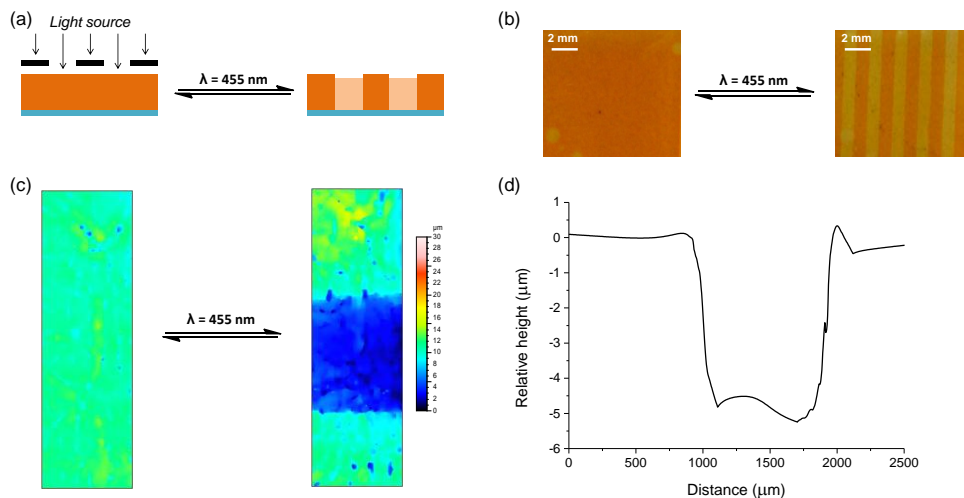 (a)
Light source
λ = 455 nm
(b)
2 mm
λ = 455 nm
2 mm
(c)
λ = 455 nm
µm
30
28
26
24
22
20
18
16
14
12
10
8
6
4
2
0
(d)
Relative height (µm)
1
0
-1
-2
-3
-4
-5
-6
0
500
1000
1500
2000
2500
Distance (µm)